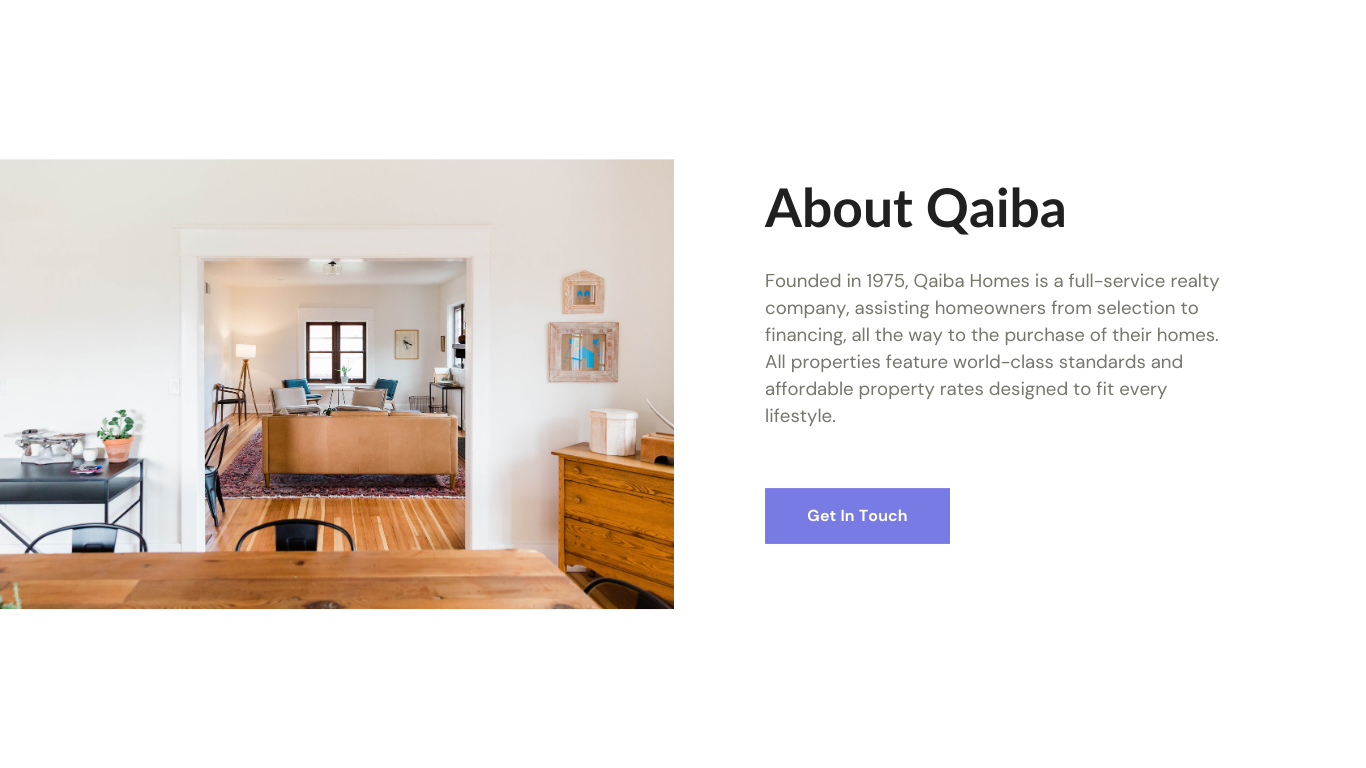 About Qaiba
Founded in 1975, Qaiba Homes is a full-service realty
company, assisting homeowners from selection to
financing, all the way to the purchase of their homes.
All properties feature world-class standards and
affordable property rates designed to fit every
lifestyle.
Get In Touch